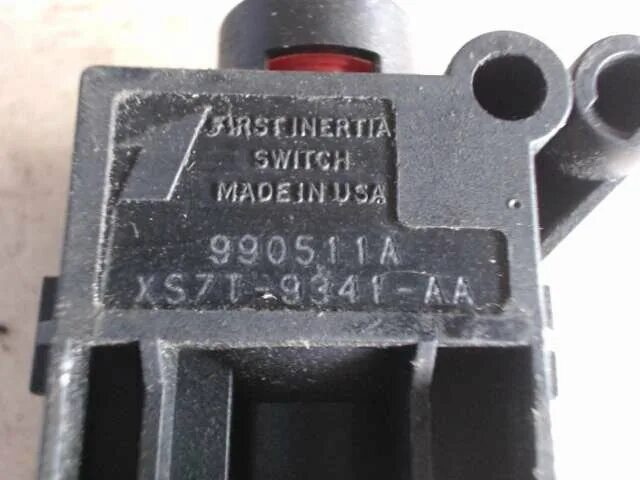 FIRST INERTIA
SWITCH
MADE IN USA
990511A
XS7T-9341-AA